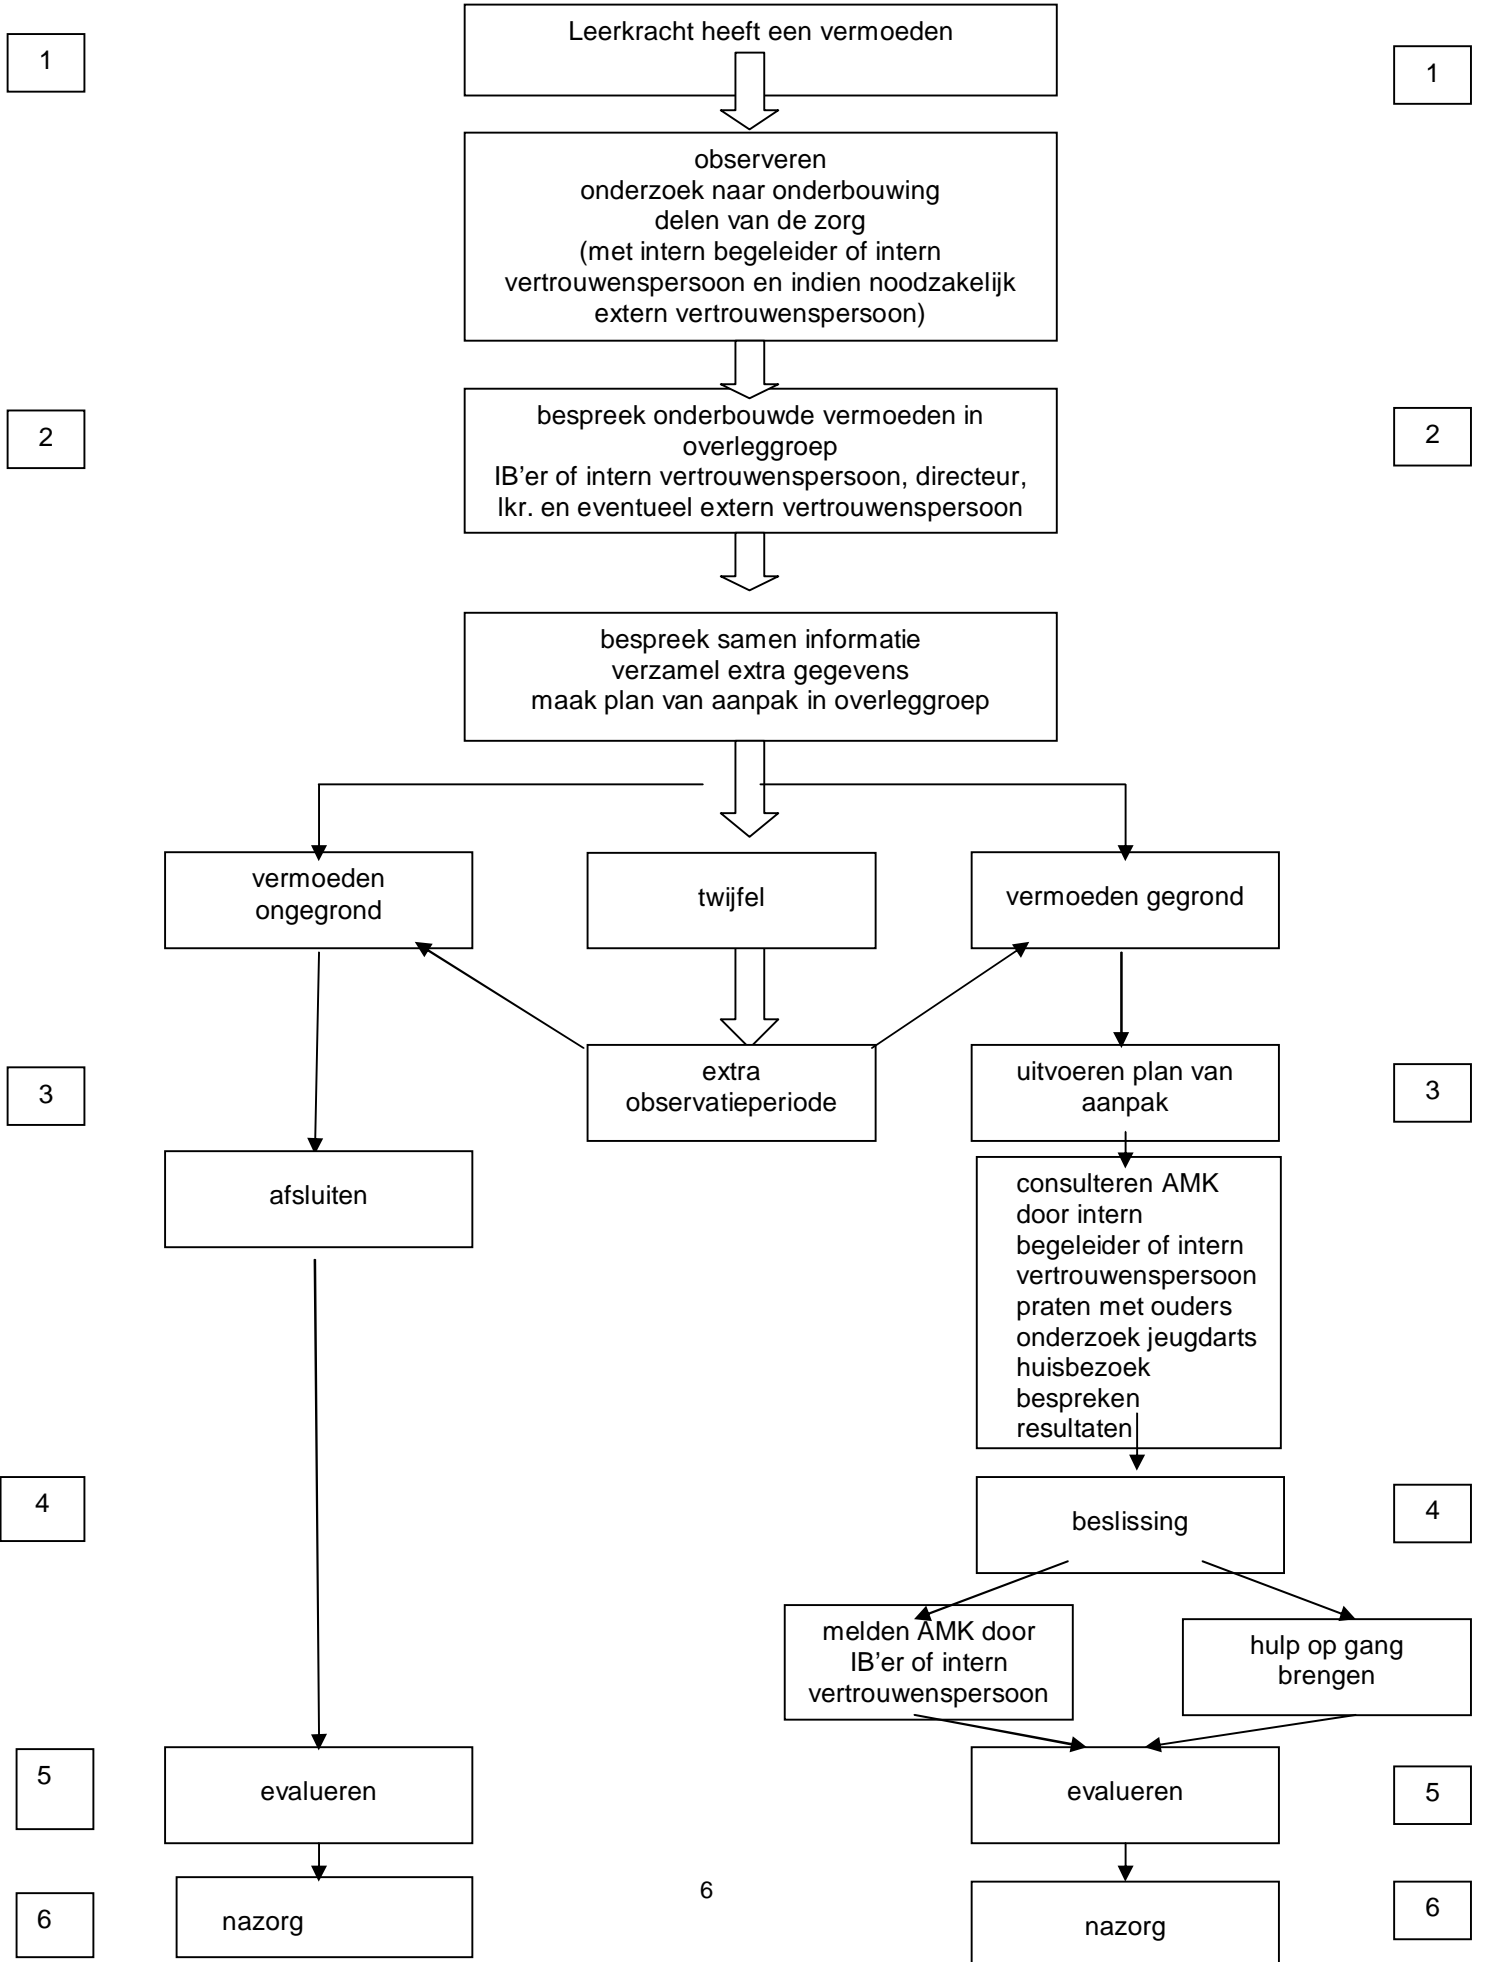 Leerkracht heeft een vermoeden
1
1
observeren
onderzoek naar onderbouwing
delen van de zorg
(met intern begeleider of intern
vertrouwenspersoon en indien noodzakelijk
extern vertrouwenspersoon)
2
2
bespreek onderbouwde vermoeden in
overleggroep
IB’er of intern vertrouwenspersoon, directeur,
lkr. en eventueel extern vertrouwenspersoon
bespreek samen informatie
verzamel extra gegevens
maak plan van aanpak in overleggroep
vermoeden
ongegrond
twijfel
vermoeden gegrond
3
extra
observatieperiode
uitvoeren plan van
aanpak
3
afsluiten
consulteren AMK
door intern
begeleider of intern
vertrouwenspersoon
praten met ouders
onderzoek jeugdarts
huisbezoek
bespreken
resultaten
4
beslissing
4
melden AMK door
IB’er of intern
vertrouwenspersoon
hulp op gang
brengen
5
evalueren
evalueren
5
6
nazorg
6
nazorg
6